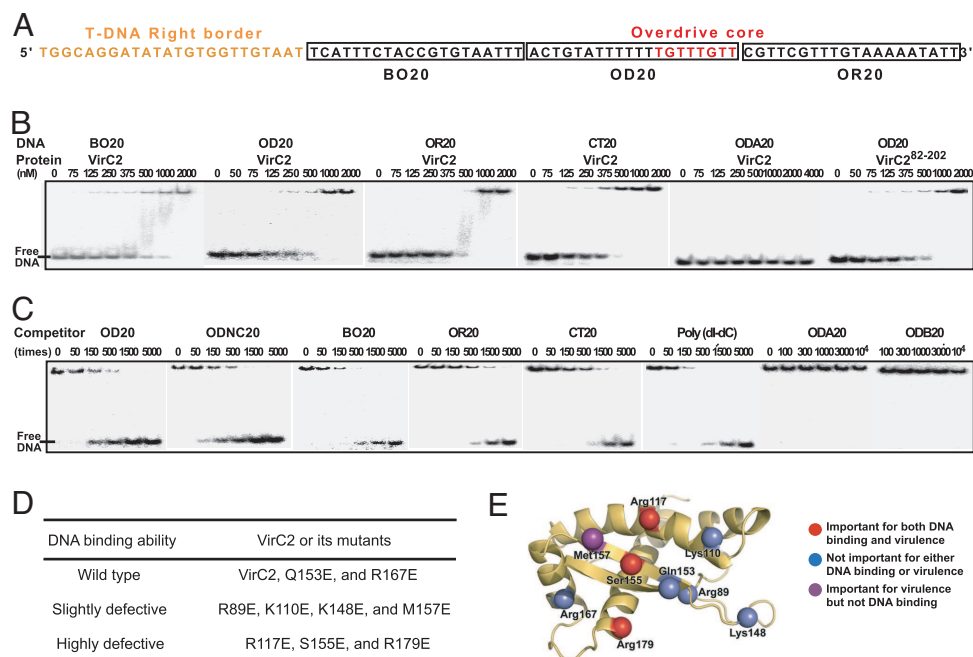 A
T-DNA Right border
Overdrive core
5' TGGCAGGATATATGTGGTTGTAAT TCATTTCTACCGTGTAATTT ACTGTATTTTTTTGTTTGTT CGTTCGTTTGTAAAAATATT 3'
BO20 OD20 OR20
B
DNA BO20 OD20 OR20 CT20 ODA20 OD20
Protein VirC2 VirC2 VirC2 VirC2 VirC2 VirC2 82-202
(nM) 0 75 125 250 375 500 1000 2000 0 50 75 125 250 500 1000 2000 0 75 125 250 375 500 1000 2000 0 75 125 250 375 500 1000 2000 0 75 125 250 500 1000 2000 4000 0 50 75 125 375 500 1000 2000
Free
DNA
C
Competitor OD20 ODNC20 BO20 OR20 CT20 Poly (dI-dC) ODA20 ODB20
(times) 0 50 150 500 1500 5000 0 50 150 500 1500 5000 0 50 150 500 1500 5000 0 50 150 500 1500 5000 0 50 150 500 1500 5000 0 50 150 500 1500 5000 0 100 300 1000 3000 10⁴ 100 300 1000 3000 10⁴
Free
DNA
D
DNA binding ability VirC2 or its mutants
Wild type VirC2, Q153E, and R167E
Slightly defective R89E, K110E, K148E, and M157E
Highly defective R117E, S155E, and R179E
E
Arg117
Lys110
Met157
Ser155
Gln153
Arg89
Arg167
Lys148
Arg179
Important for both DNA
binding and virulence
Not important for either
DNA binding or virulence
Important for virulence
but not DNA binding